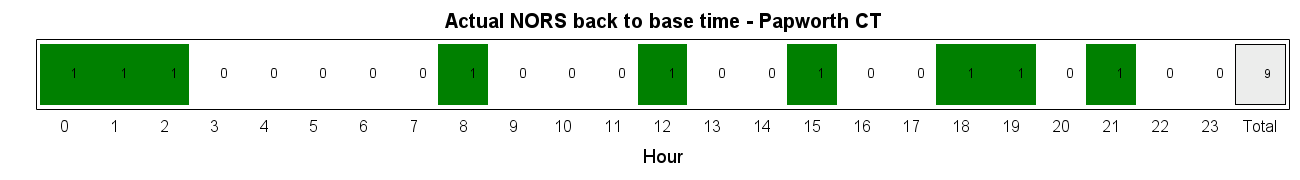 Actual NORS back to base time - Papworth CT
1 1 1 0 0 0 0 0 1 0 0 0 1 0 0 1 0 0 1 1 0 1 0 0 9
0 1 2 3 4 5 6 7 8 9 10 11 12 13 14 15 16 17 18 19 20 21 22 23 Total
Hour